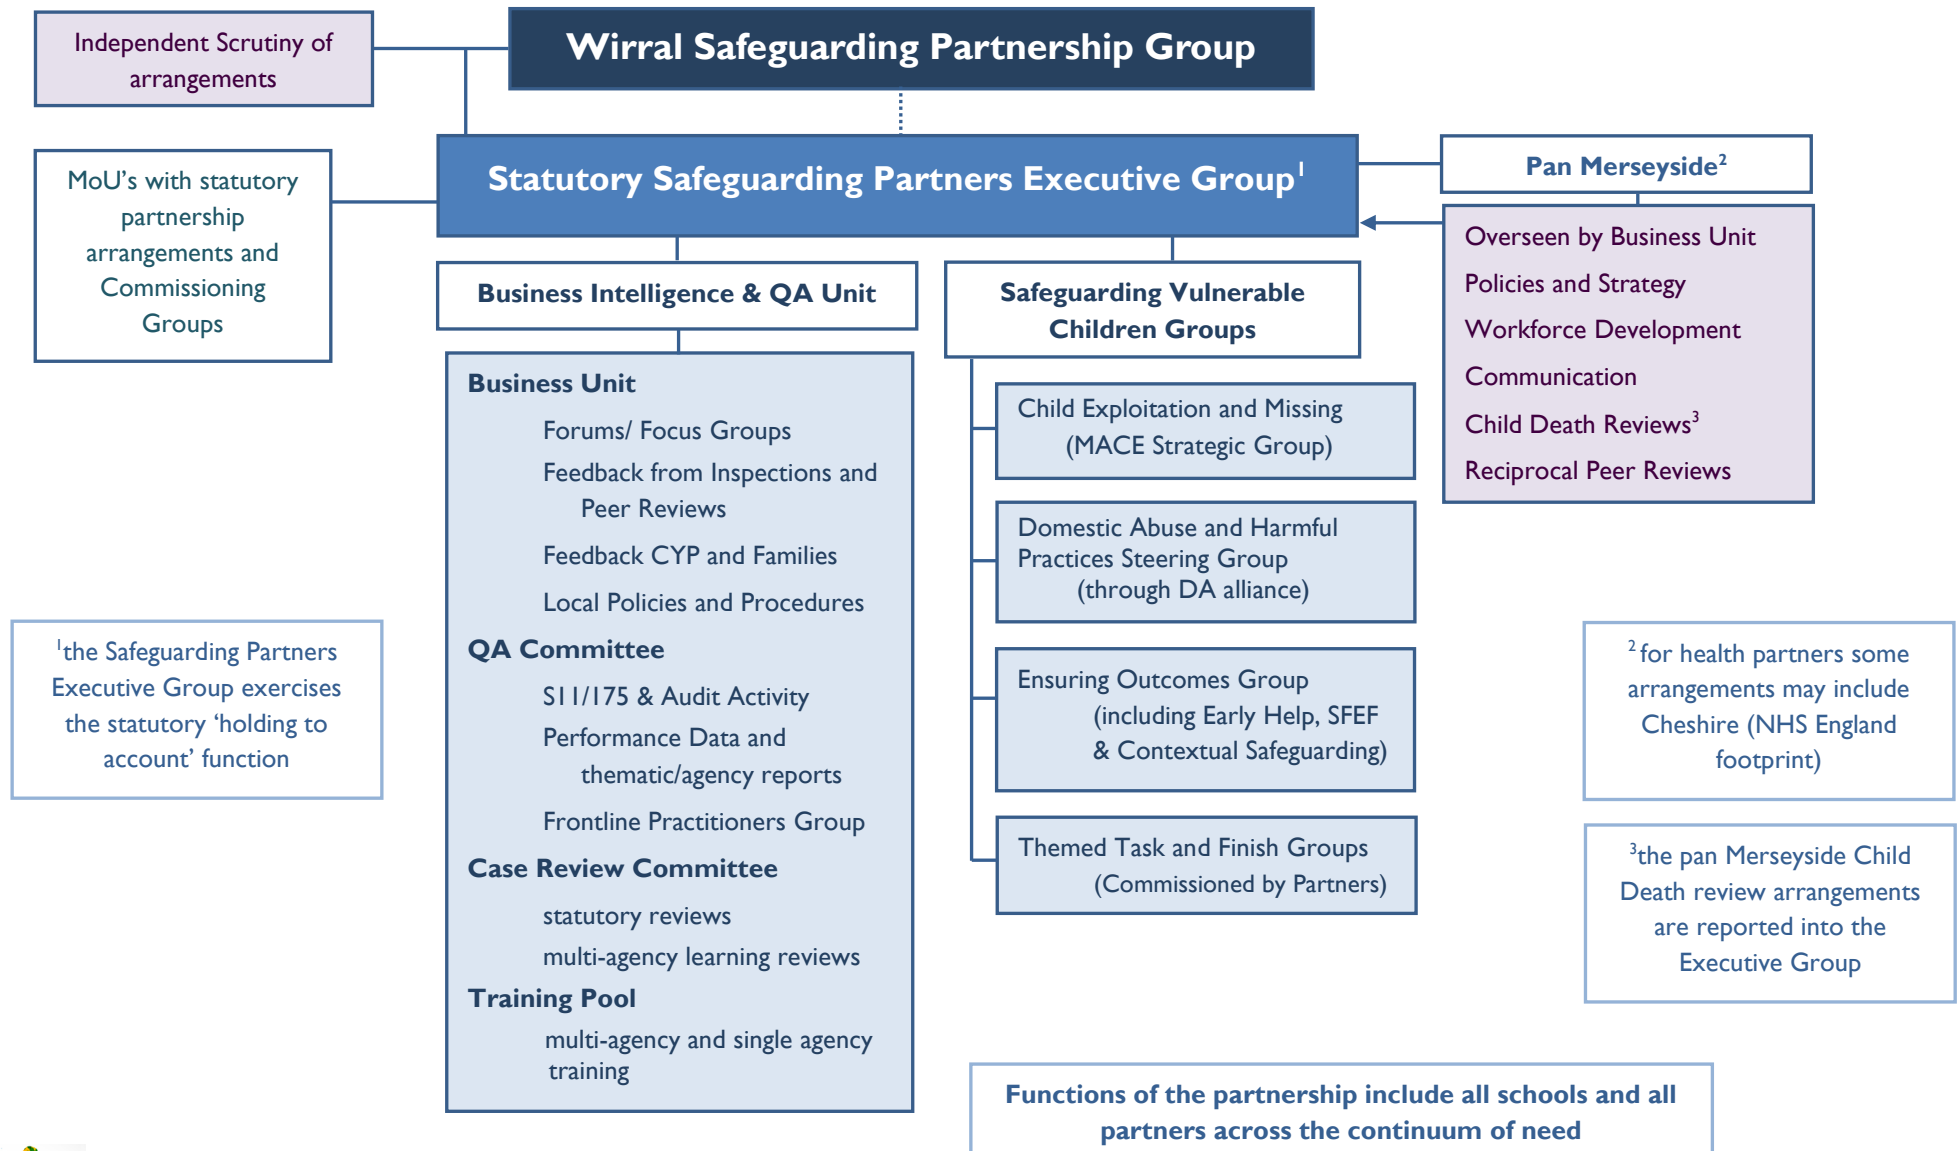 Independent Scrutiny of
arrangements
Wirral Safeguarding Partnership Group
MoU's with statutory
partnership
arrangements and
Commissioning
Groups
Statutory Safeguarding Partners Executive Group¹
Pan Merseyside²
Overseen by Business Unit
Policies and Strategy
Workforce Development
Communication
Child Death Reviews³
Reciprocal Peer Reviews
Business Intelligence & QA Unit
Business Unit
Forums/ Focus Groups
Feedback from Inspections and
Peer Reviews
Feedback CYP and Families
Local Policies and Procedures
QA Committee
S11/175 & Audit Activity
Performance Data and
thematic/agency reports
Frontline Practitioners Group
Case Review Committee
statutory reviews
multi-agency learning reviews
Training Pool
multi-agency and single agency
training
Safeguarding Vulnerable
Children Groups
Child Exploitation and Missing
(MACE Strategic Group)
Domestic Abuse and Harmful
Practices Steering Group
(through DA alliance)
Ensuring Outcomes Group
(including Early Help, SFEF
& Contextual Safeguarding)
Themed Task and Finish Groups
(Commissioned by Partners)
¹the Safeguarding Partners
Executive Group exercises
the statutory ‘holding to
account’ function
² for health partners some
arrangements may include
Cheshire (NHS England
footprint)
³the pan Merseyside Child
Death review arrangements
are reported into the
Executive Group
Functions of the partnership include all schools and all
partners across the continuum of need